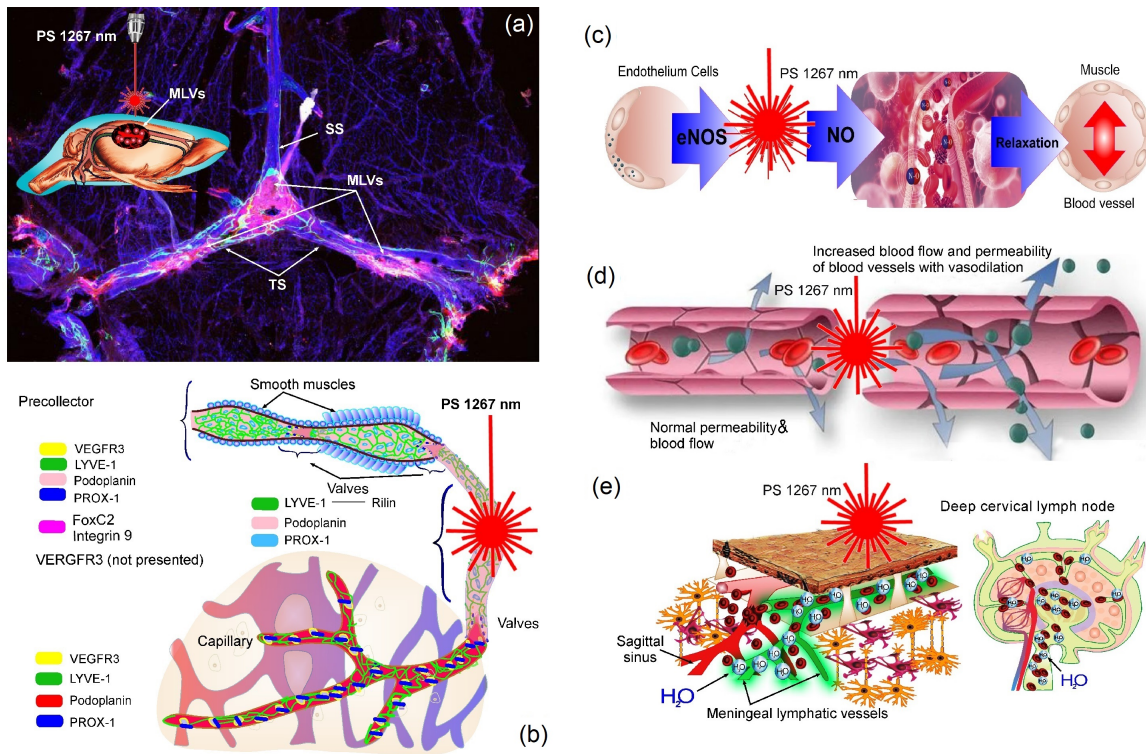 (a)
PS 1267 nm
MLVs
SS
MLVs
TS
Precollector
VEGFR3
LYVE-1
Podoplanin
PROX-1
FoxC2
Integrin 9
VERGFR3 (not presented)
Smooth muscles
PS 1267 nm
Valves
LYVE-1
Rilin
Podoplanin
PROX-1
Valves
Capillary
VEGFR3
LYVE-1
Podoplanin
PROX-1
(b)
(c)
Endothelium Cells
eNOS
PS 1267 nm
NO
N-O
N-O
Relaxation
Muscle
Blood vessel
(d)
Increased blood flow and permeability
of blood vessels with vasodilation
PS 1267 nm
Normal permeability&
blood flow
(e)
PS 1267 nm
Deep cervical lymph node
Sagittal
sinus
H₂O
Meningeal lymphatic vessels
H₂O